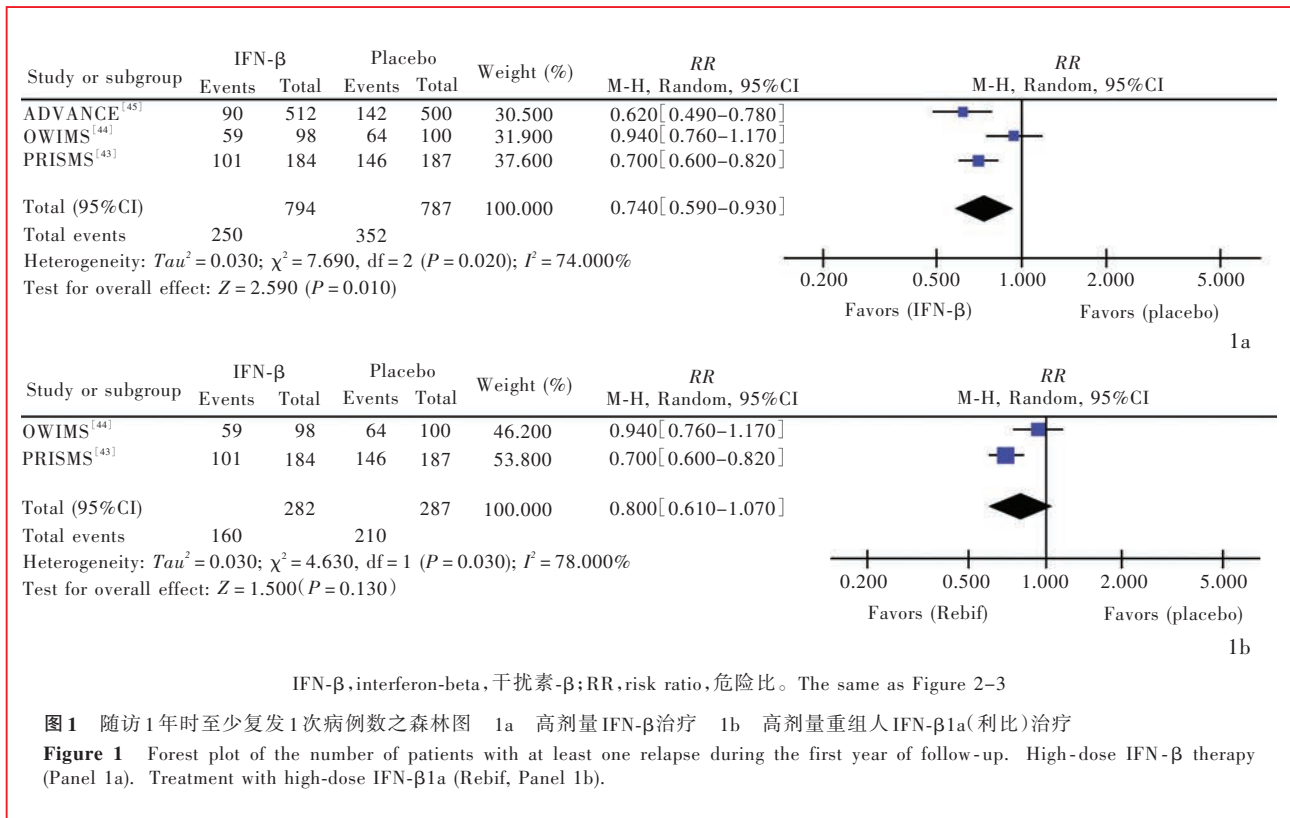 IFN-β Placebo RR RR
Study or subgroup Events Total Events Total Weight (%) M-H, Random, 95%CI M-H, Random, 95%CI
ADVANCE[45] 90 512 142 500 30.500 0.620[0.490-0.780]
OWIMS[44] 59 98 64 100 31.900 0.940[0.760-1.170]
PRISMS[43] 101 184 146 187 37.600 0.700[0.600-0.820]
Total (95%CI) 794 787 100.000 0.740[0.590-0.930]
Total events 250 352
Heterogeneity: Tau² = 0.030; χ² = 7.690, df = 2 (P = 0.020); I² = 74.000%
Test for overall effect: Z = 2.590 (P = 0.010)
0.200 0.500 1.000 2.000 5.000
Favors (IFN-β) Favors (placebo)
1a
IFN-β Placebo RR RR
Study or subgroup Events Total Events Total Weight (%) M-H, Random, 95%CI M-H, Random, 95%CI
OWIMS[44] 59 98 64 100 46.200 0.940[0.760-1.170]
PRISMS[43] 101 184 146 187 53.800 0.700[0.600-0.820]
Total (95%CI) 282 287 100.000 0.800[0.610-1.070]
Total events 160 210
Heterogeneity: Tau² = 0.030; χ² = 4.630, df = 1 (P = 0.030); I² = 78.000%
Test for overall effect: Z = 1.500(P = 0.130)
0.200 0.500 1.000 2.000 5.000
Favors (Rebif) Favors (placebo)
1b
IFN-β,interferon-beta,干扰素-β;RR,risk ratio,危险比。The same as Figure 2-3
图1 随访1年时至少复发1次病例数之森林图 1a 高剂量IFN-β治疗 1b 高剂量重组人IFN-β1a(利比)治疗
Figure 1 Forest plot of the number of patients with at least one relapse during the first year of follow-up. High-dose IFN-β therapy
(Panel 1a). Treatment with high-dose IFN-β1a (Rebif, Panel 1b).